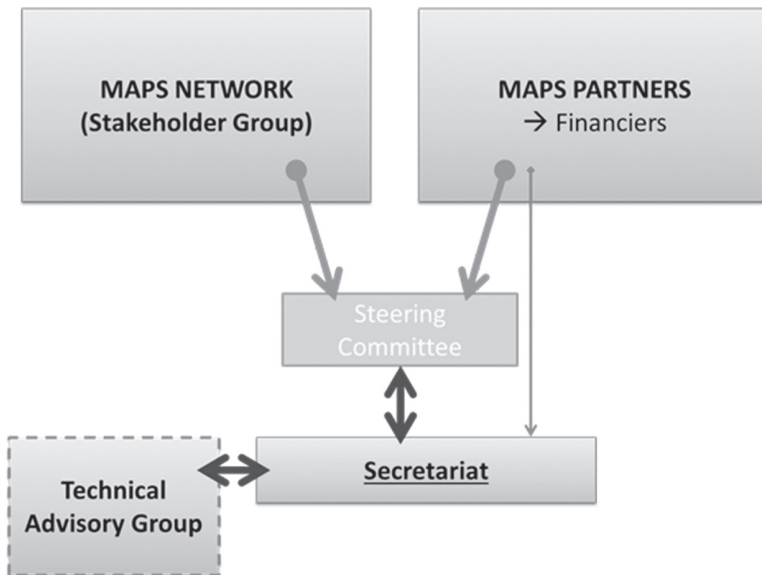 MAPS NETWORK
(Stakeholder Group)
MAPS PARTNERS
→ Financiers
Steering
Committee
Secretariat
Technical
Advisory Group